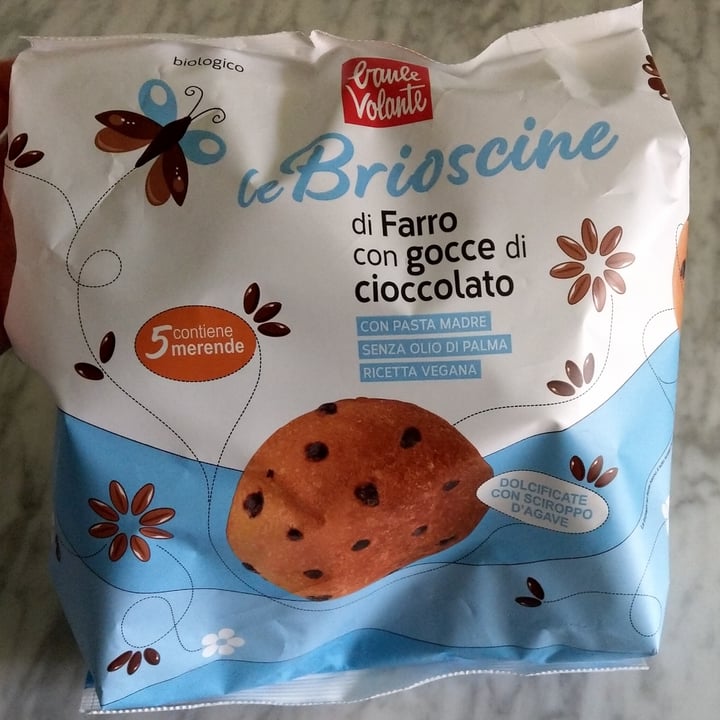 biologico
Baule
Volante
le Brioscine
di Farro
con gocce di
cioccolato
CON PASTA MADRE
SENZA OLIO DI PALMA
RICETTA VEGANA
5 contiene
merende
DOLCIFICATE
CON SCIROPPO
D'AGAVE